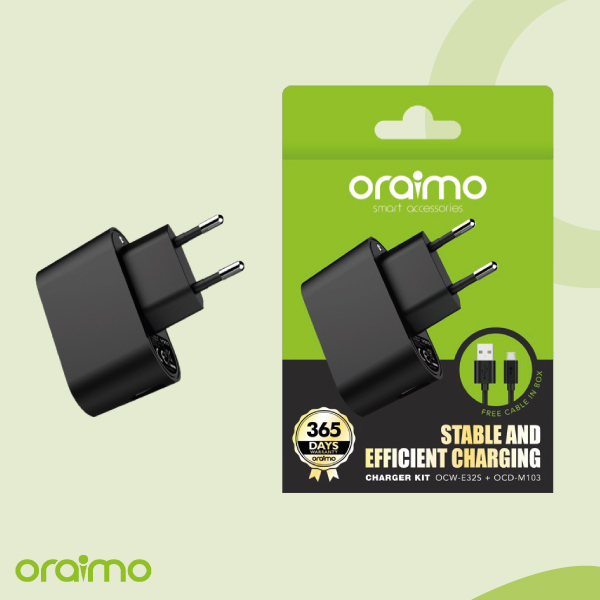 oraimo
smart accessories
FREE CABLE IN BOX
365
DAYS
WARRANTY
oraimo
STABLE AND
EFFICIENT CHARGING
CHARGER KIT OCW-E32S + OCD-M103
oraimo